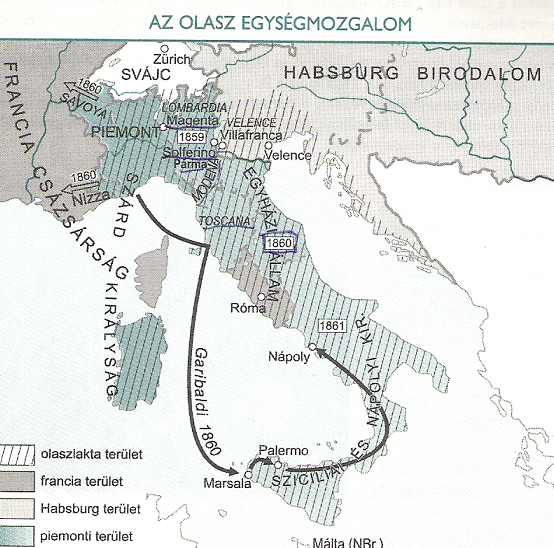 AZ OLASZ EGYSÉGMOZGALOM
Zürich
SVÁJC
HABSBURG BIRODALOM
FRANCIA CSÁSZÁRSÁG
1860
SAVOYA
LOMBARDIA
Magenta
PIEMONT
1859
VELENCE
Villafranca
Solferino
Velence
Parma
MODENA
1860
Nizza
SZÁRD KIRÁLYSÁG
TOSCANA
EGYHÁZI ÁLLAM
1860
Róma
1861
Nápoly
Garibaldi 1860
SZICÍLIAI ÉS NÁPOLYI KIR.
Palermo
Marsala
olaszlakta terület
francia terület
Habsburg terület
piemonti terület
Málta (NBr.)